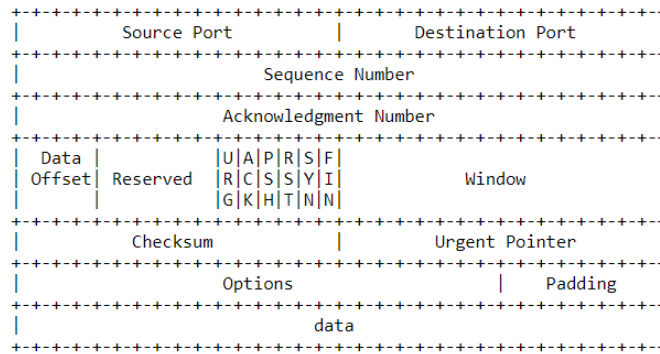 +-+-+-+-+-+-+-+-+-+-+-+-+-+-+-+-+-+-+-+-+-+-+-+-+-+-+-+-+-+-+-+-+-
|          Source Port          |       Destination Port
+-+-+-+-+-+-+-+-+-+-+-+-+-+-+-+-+-+-+-+-+-+-+-+-+-+-+-+-+-+-+-+-+-
|                        Sequence Number
+-+-+-+-+-+-+-+-+-+-+-+-+-+-+-+-+-+-+-+-+-+-+-+-+-+-+-+-+-+-+-+-+-
|                    Acknowledgment Number
+-+-+-+-+-+-+-+-+-+-+-+-+-+-+-+-+-+-+-+-+-+-+-+-+-+-+-+-+-+-+-+-+-
|  Data |           |U|A|P|R|S|F|
| Offset| Reserved  |R|C|S|S|Y|I|            Window
|       |           |G|K|H|T|N|N|
+-+-+-+-+-+-+-+-+-+-+-+-+-+-+-+-+-+-+-+-+-+-+-+-+-+-+-+-+-+-+-+-+-
|           Checksum            |         Urgent Pointer
+-+-+-+-+-+-+-+-+-+-+-+-+-+-+-+-+-+-+-+-+-+-+-+-+-+-+-+-+-+-+-+-+-
|                    Options                    |    Padding
+-+-+-+-+-+-+-+-+-+-+-+-+-+-+-+-+-+-+-+-+-+-+-+-+-+-+-+-+-+-+-+-+-
|                             data
+-+-+-+-+-+-+-+-+-+-+-+-+-+-+-+-+-+-+-+-+-+-+-+-+-+-+-+-+-+-+-+-+-